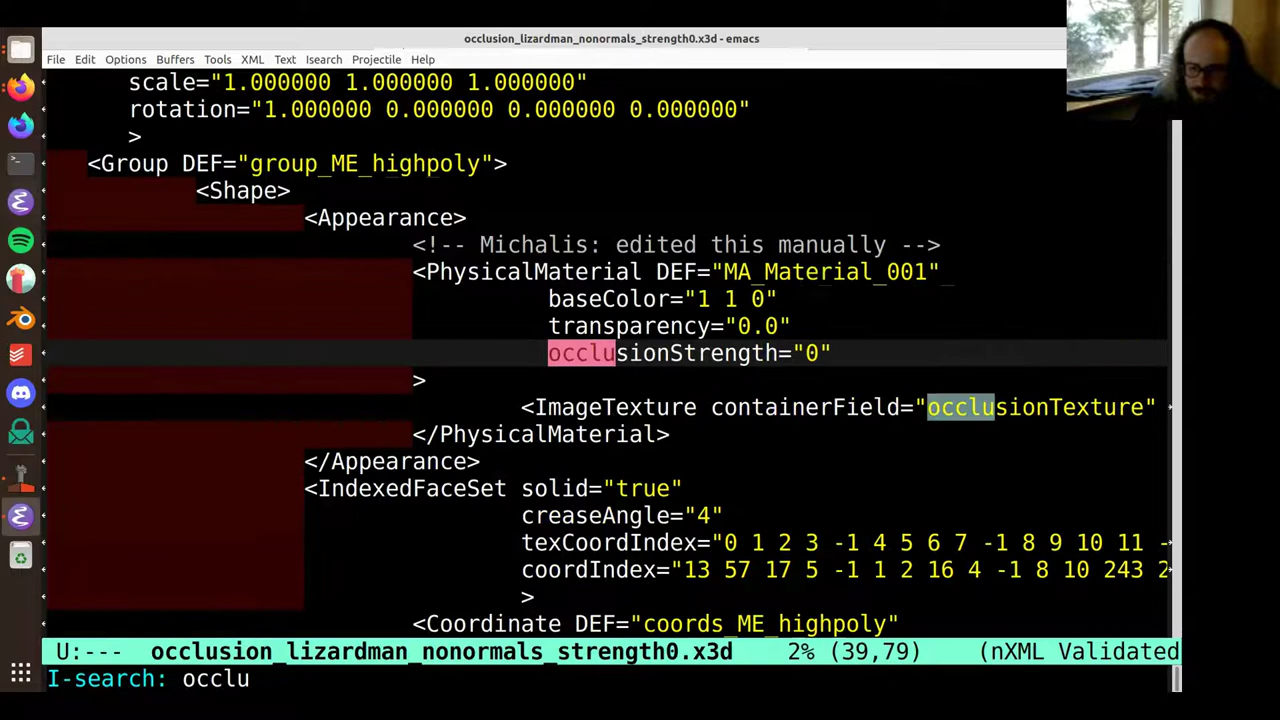 occlusion_lizardman_nonormals_strength0.x3d - emacs
File Edit Options Buffers Tools XML Text Isearch Projectile Help
scale="1.000000 1.000000 1.000000"
rotation="1.000000 0.000000 0.000000 0.000000"
>
<Group DEF="group_ME_highpoly">
<Shape>
<Appearance>
<!-- Michalis: edited this manually -->
<PhysicalMaterial DEF="MA_Material_001"
baseColor="1 1 0"
transparency="0.0"
occlusionStrength="0"
>
<ImageTexture containerField="occlusionTexture"
</PhysicalMaterial>
</Appearance>
<IndexedFaceSet solid="true"
creaseAngle="4"
texCoordIndex="0 1 2 3 -1 4 5 6 7 -1 8 9 10 11 -
coordIndex="13 57 17 5 -1 1 2 16 4 -1 8 10 243 2
>
<Coordinate DEF="coords_ME_highpoly"
U:--- occlusion_lizardman_nonormals_strength0.x3d 2% (39,79) (nXML Validated
I-search: occlu